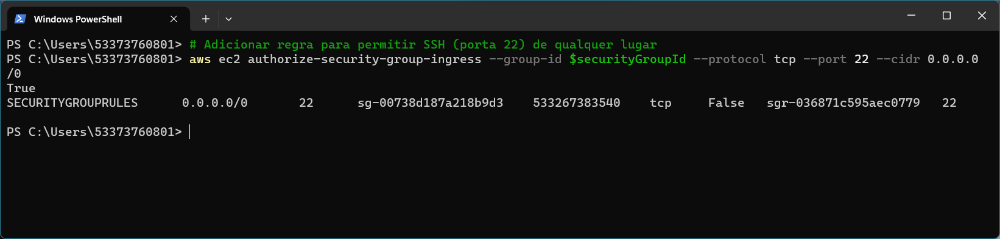 Windows PowerShell
PS C:\Users\53373760801> # Adicionar regra para permitir SSH (porta 22) de qualquer lugar
PS C:\Users\53373760801> aws ec2 authorize-security-group-ingress --group-id $securityGroupId --protocol tcp --port 22 --cidr 0.0.0.0
/0
True
SECURITYGROUPRULES 0.0.0.0/0 22 sg-00738d187a218b9d3 533267383540 tcp False sgr-036871c595aec0779 22
PS C:\Users\53373760801>